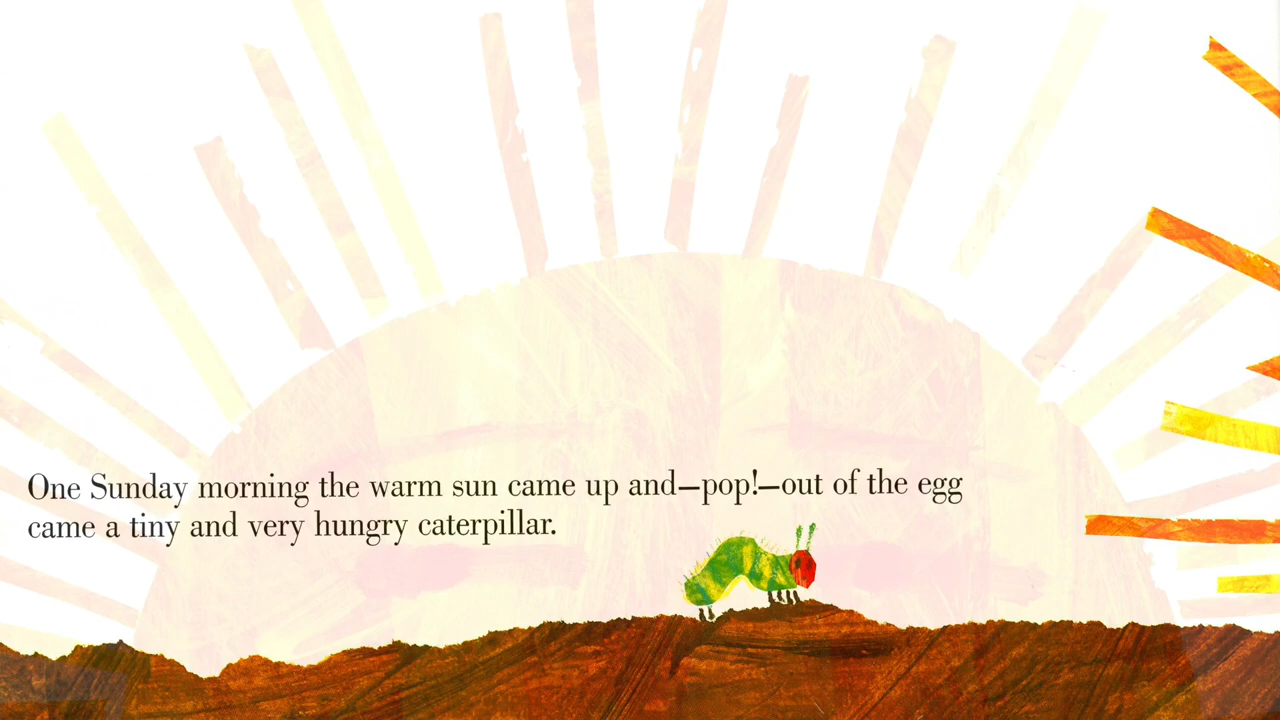 One Sunday morning the warm sun came up and—pop!—out of the egg
came a tiny and very hungry caterpillar.